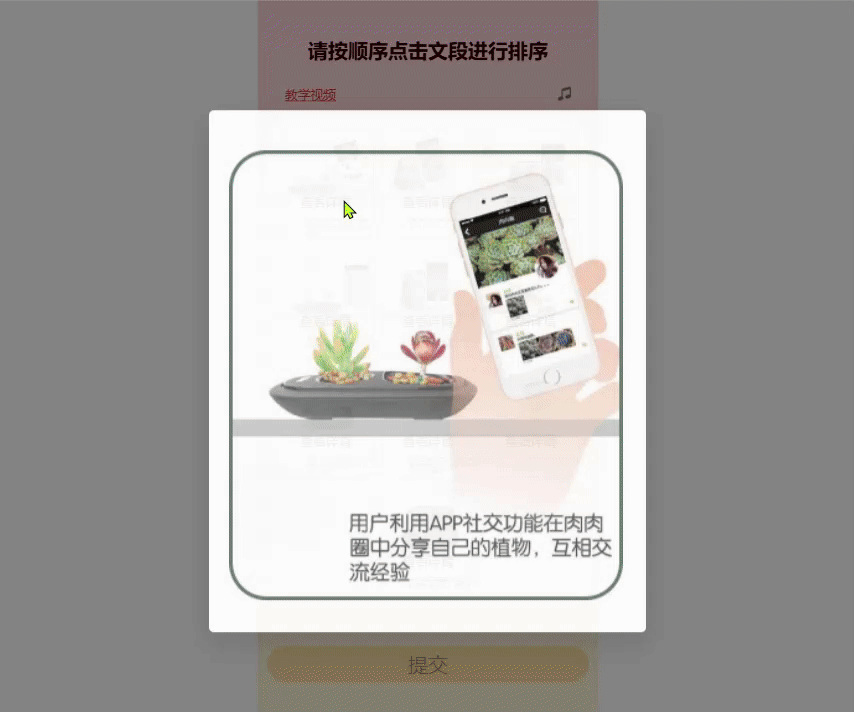 请按顺序点击文段进行排序
教学视频
用户利用APP社交功能在肉肉
圈中分享自己的植物，互相交
流经验
提交